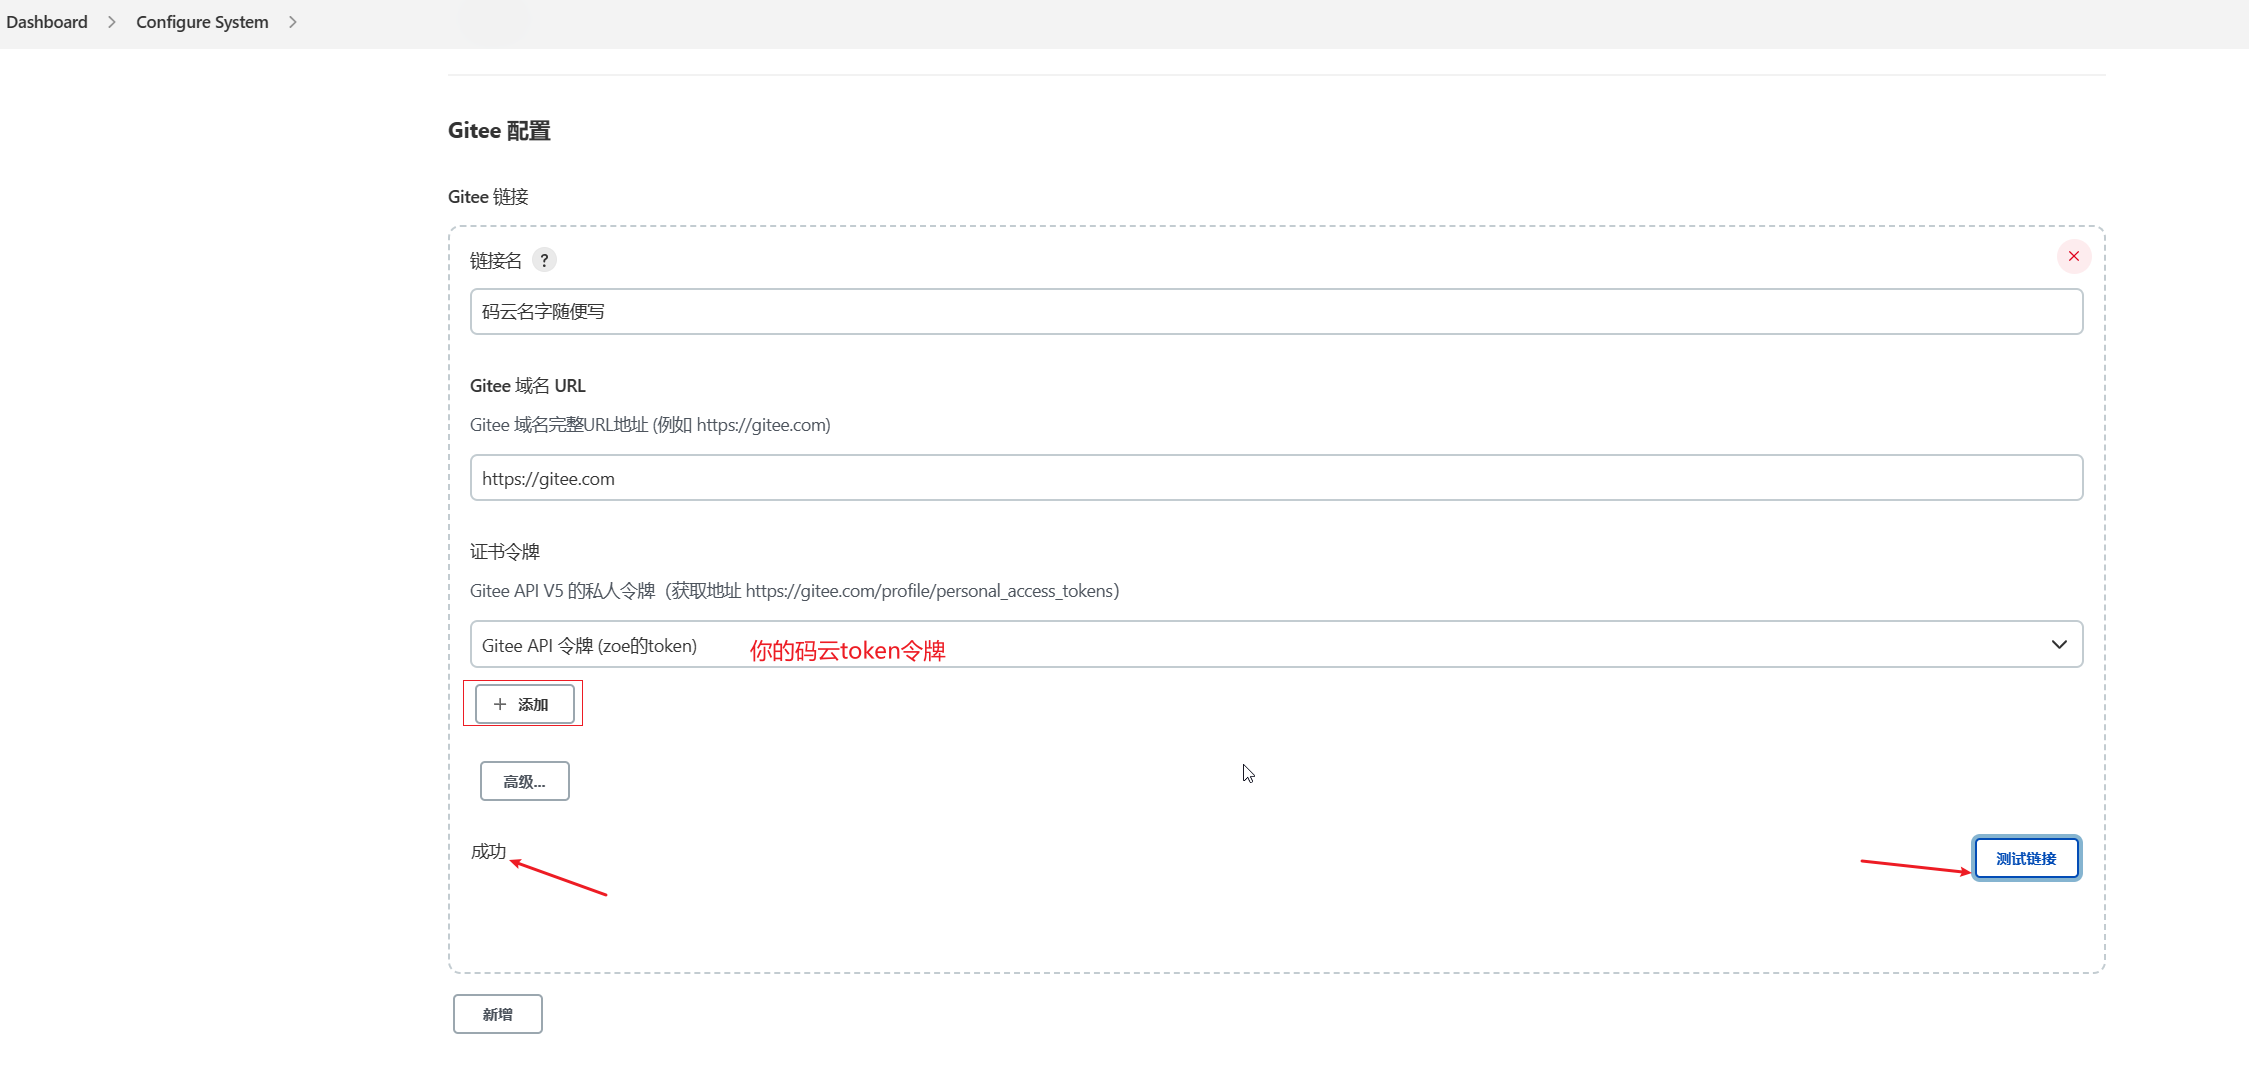 Dashboard > Configure System >
Gitee 配置
Gitee 链接
链接名 ?
码云名字随便写
Gitee 域名 URL
Gitee 域名完整URL地址 (例如 https://gitee.com)
https://gitee.com
证书令牌
Gitee API V5 的私人令牌（获取地址 https://gitee.com/profile/personal_access_tokens）
Gitee API 令牌 (zoe的token) 你的码云token令牌
+ 添加
高级...
成功 测试链接
新增